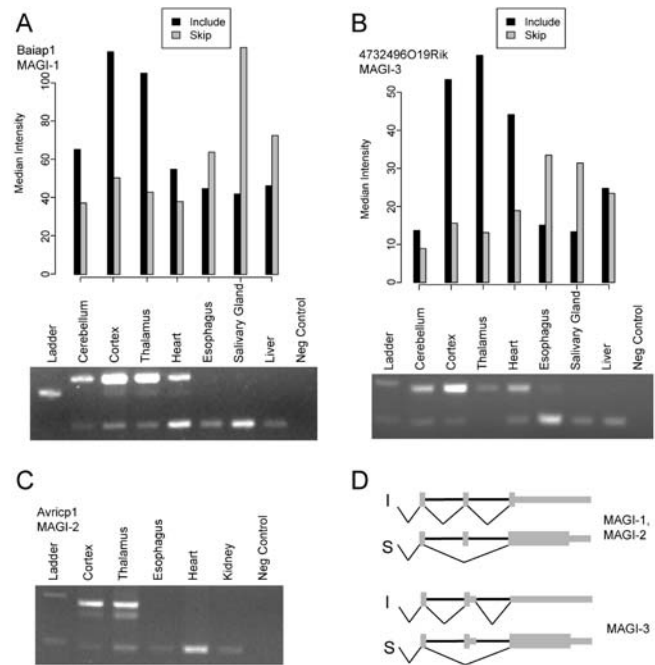 A
Include
Skip
Baiap1
MAGI-1
Median Intensity
0
20
40
60
80
100
Ladder
Cerebellum
Cortex
Thalamus
Heart
Esophagus
Salivary Gland
Liver
Neg Control
B
Include
Skip
4732496O19Rik
MAGI-3
Median Intensity
0
10
20
30
40
50
Ladder
Cerebellum
Cortex
Thalamus
Heart
Esophagus
Salivary Gland
Liver
Neg Control
C
Avricp1
MAGI-2
Ladder
Cortex
Thalamus
Esophagus
Heart
Kidney
Neg Control
D
I
S
MAGI-1,
MAGI-2
I
S
MAGI-3